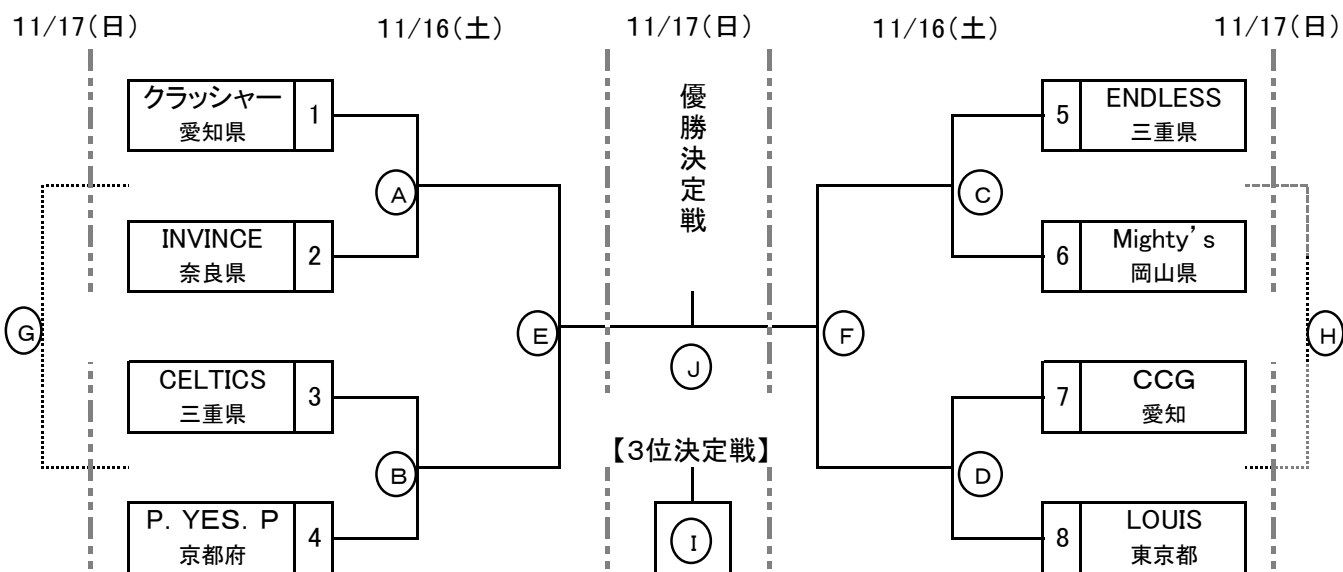 11/17(日)
11/16(土)
11/17(日)
11/16(土)
11/17(日)
クラッシャー
愛知県
1
INVINCE
奈良県
2
CELTICS
三重県
3
P. YES. P
京都府
4
A
B
G
E
優勝決定戦
J
【3位決定戦】
I
F
C
D
H
5
ENDLESS
三重県
6
Mighty's
岡山県
7
CCG
愛知
8
LOUIS
東京都